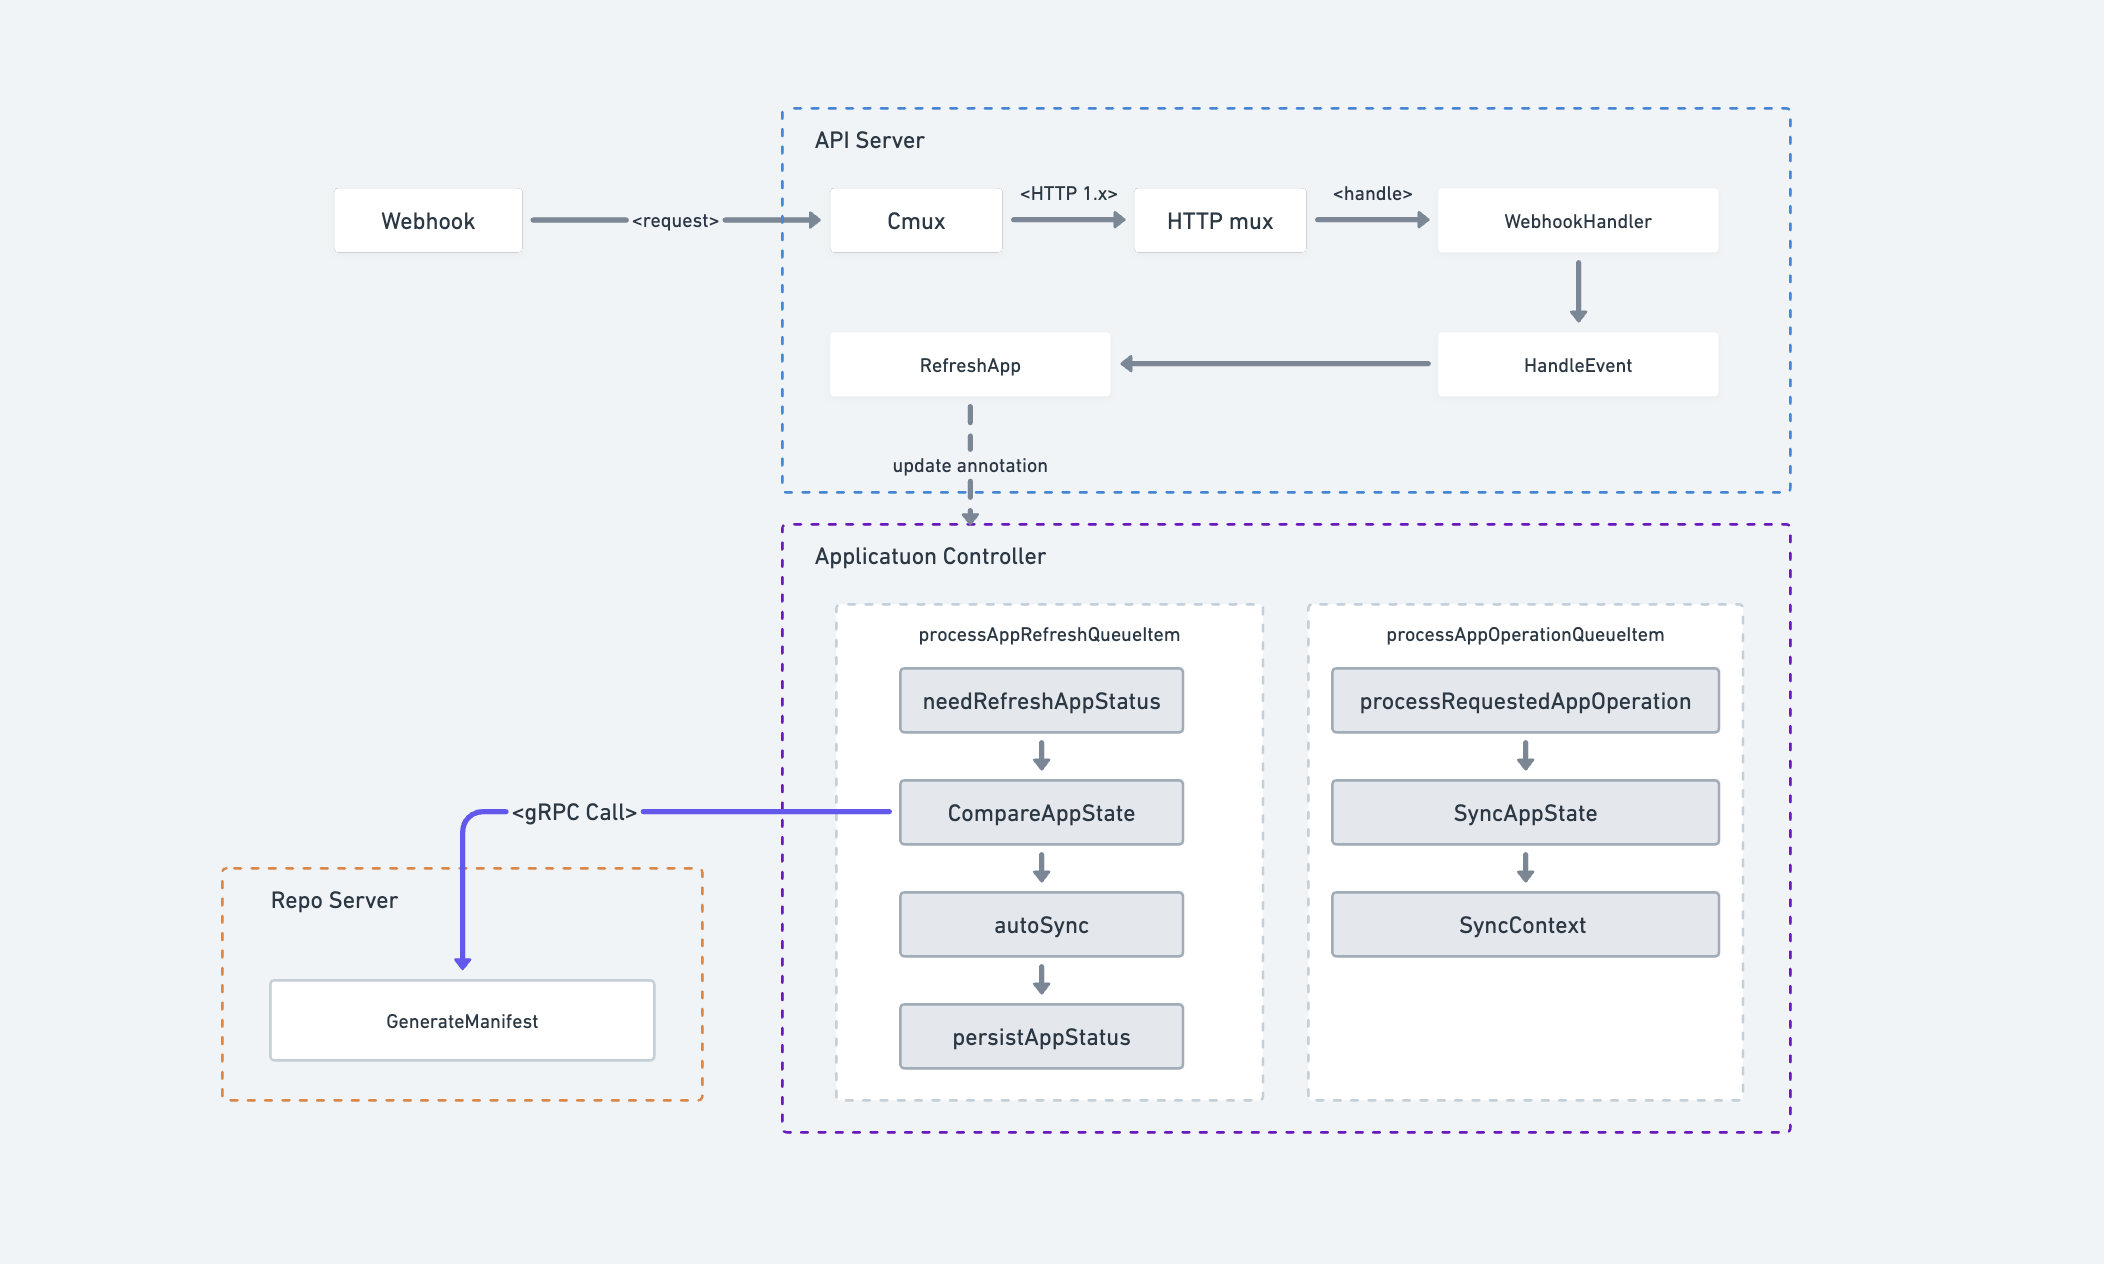 API Server
Webhook
<request>
Cmux
<HTTP 1.x>
HTTP mux
<handle>
WebhookHandler
RefreshApp
HandleEvent
update annotation
Applicatuon Controller
processAppRefreshQueueItem
needRefreshAppStatus
CompareAppState
autoSync
persistAppStatus
processAppOperationQueueItem
processRequestedAppOperation
SyncAppState
SyncContext
<gRPC Call>
Repo Server
GenerateManifest